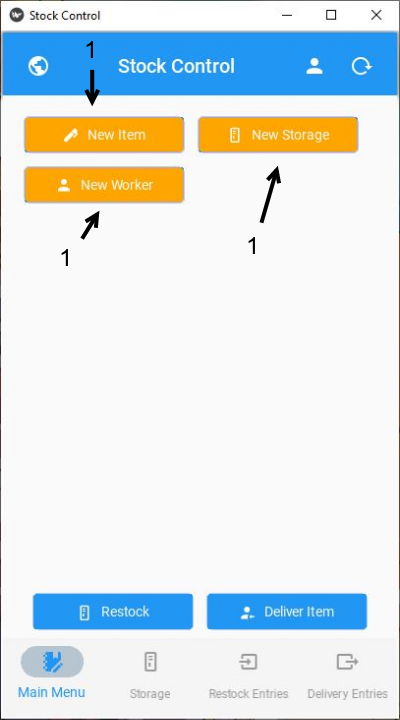 Stock Control
1
Stock Control
New Item
New Storage
New Worker
1
1
Restock
Deliver Item
Main Menu
Storage
Restock Entries
Delivery Entries